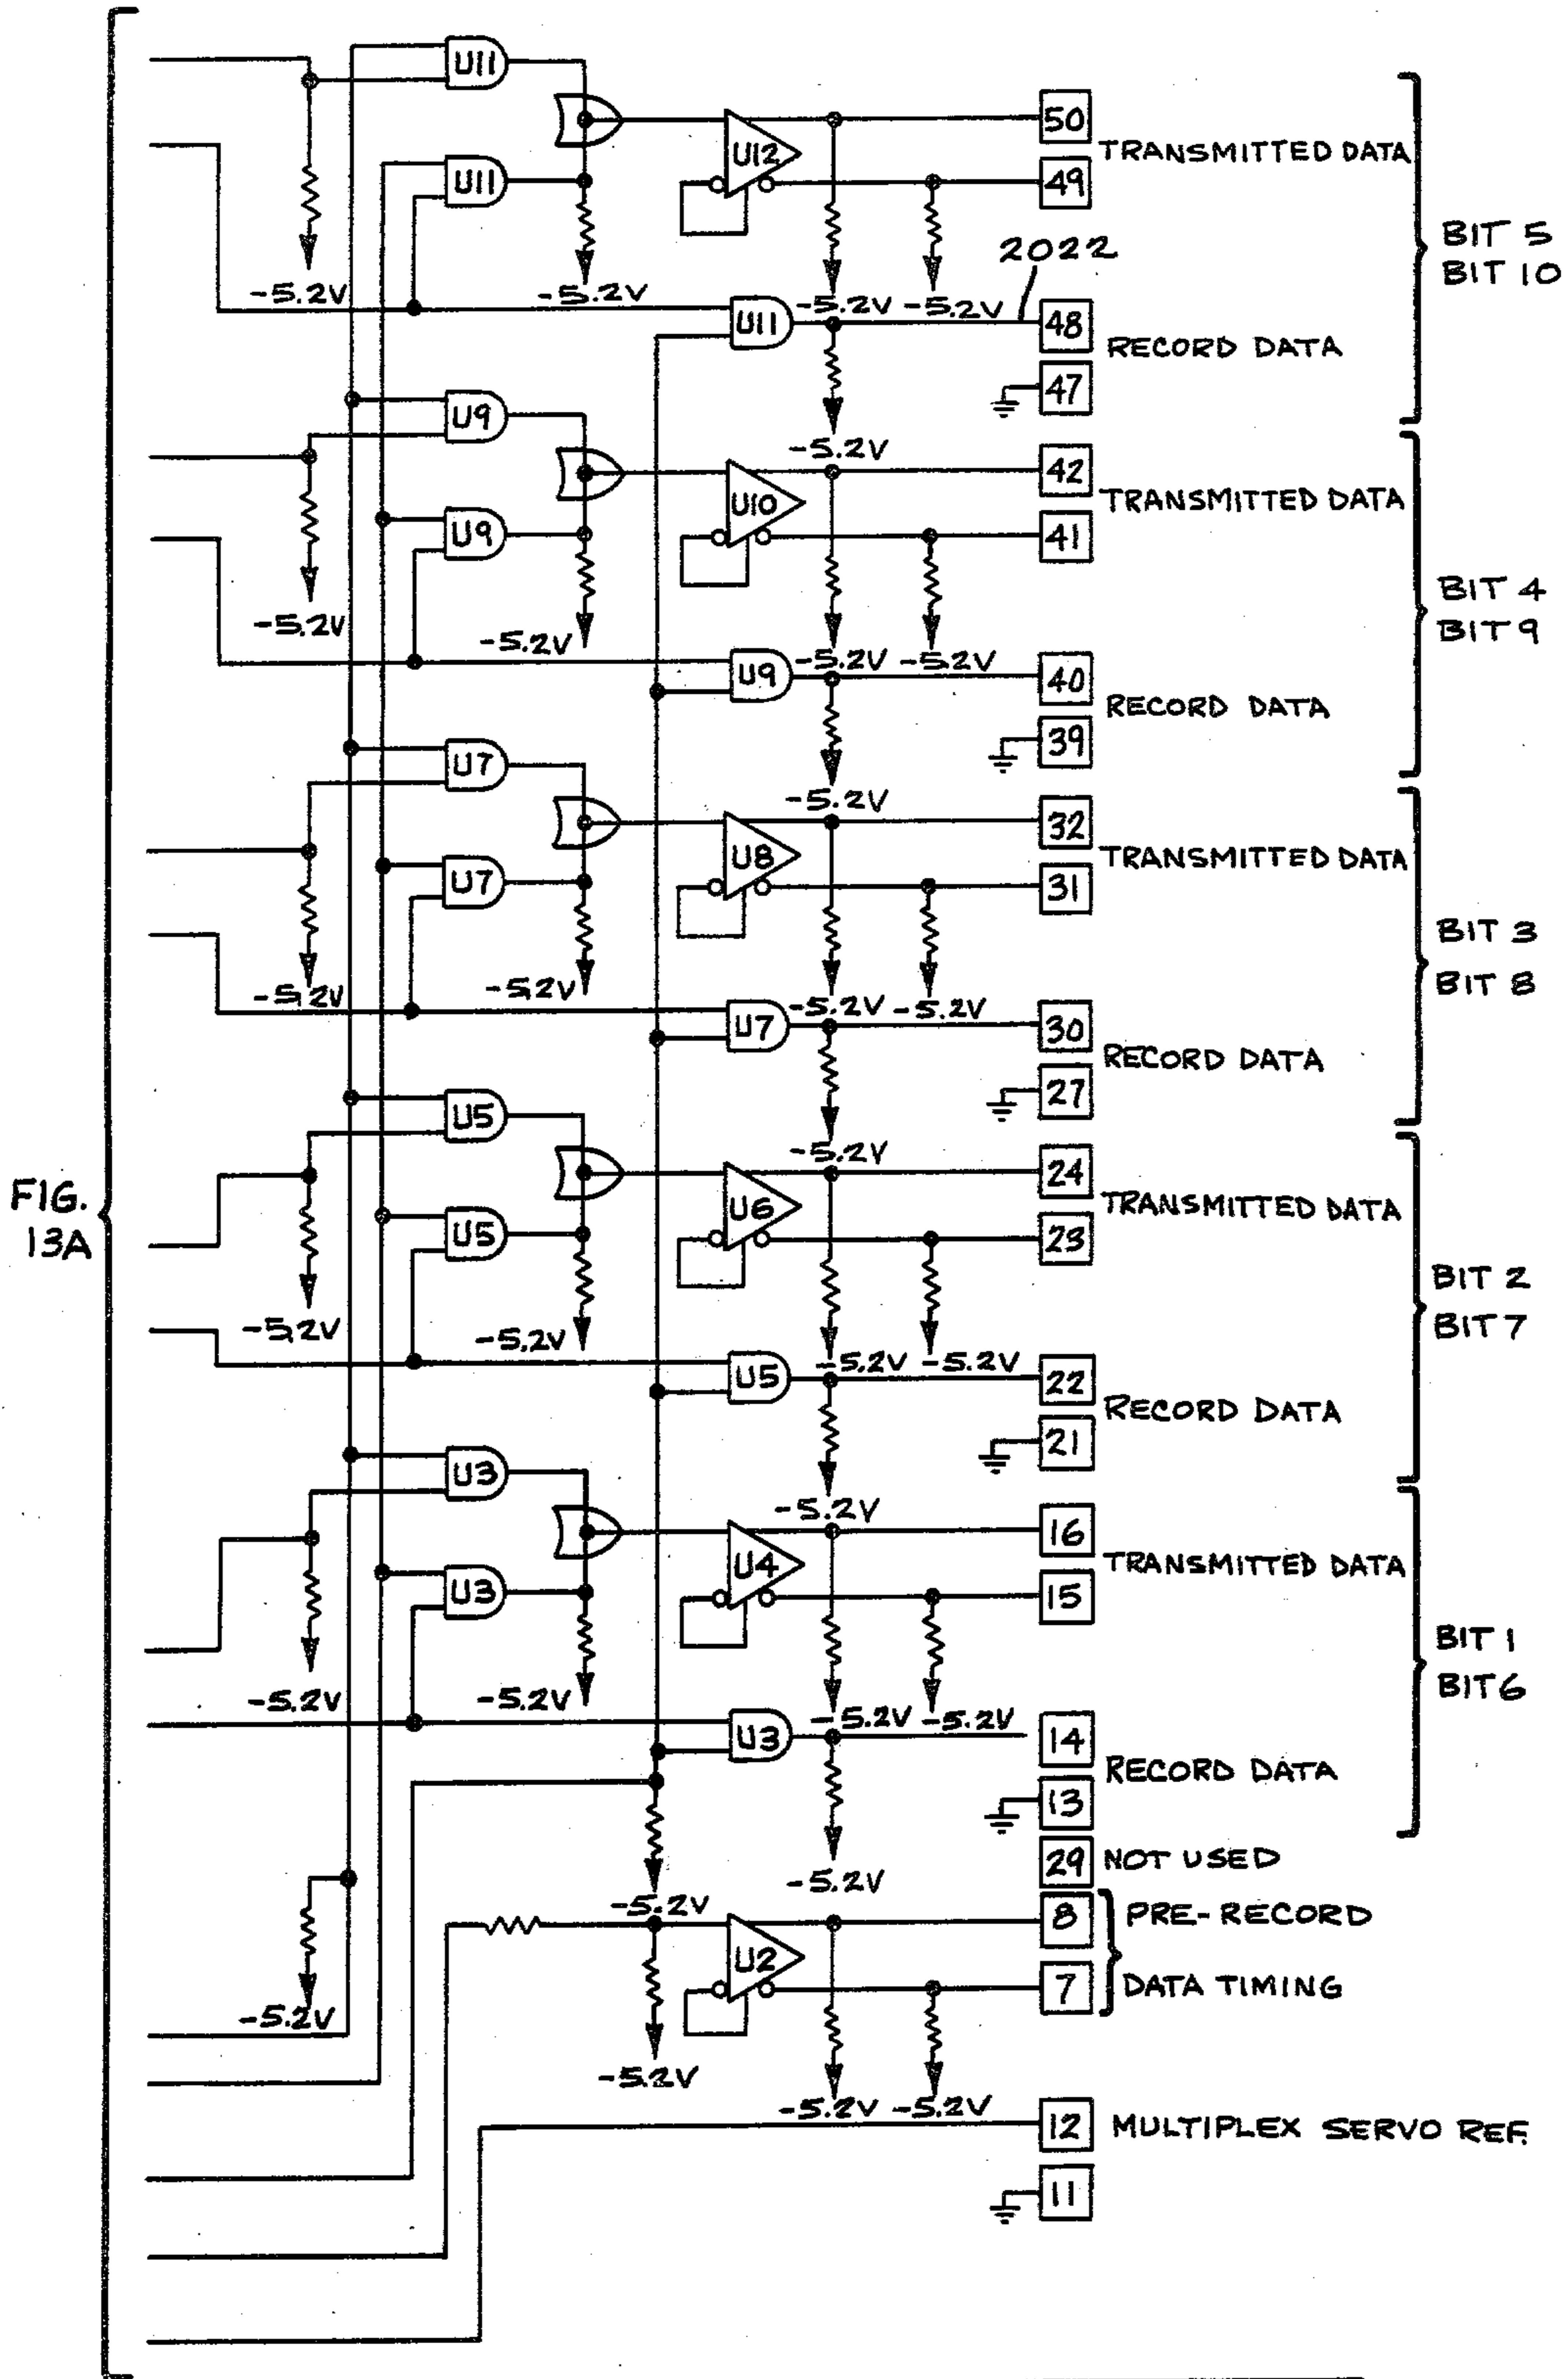 U11
50
TRANSMITTED DATA
U12
U11
49
BIT 5
2022
BIT 10
-5.2V
-5.2V
-5.2V
-5.2V
U11
48
RECORD DATA
47
U9
-5.2V
42
TRANSMITTED DATA
U10
U9
41
BIT 4
-5.2V
BIT 9
-5.2V
-5.2V
-5.2V
U9
40
RECORD DATA
39
U7
-5.2V
32
TRANSMITTED DATA
U8
U7
31
BIT 3
-5.2V
-5.2V
BIT 8
-5.2V
-5.2V
U7
30
RECORD DATA
27
U5
-5.2V
24
FIG.
13A
TRANSMITTED DATA
U6
U5
23
BIT 2
-5.2V
-5.2V
BIT 7
-5.2V
-5.2V
U5
22
RECORD DATA
21
U3
-5.2V
16
TRANSMITTED DATA
U4
U3
15
BIT 1
-5.2V
-5.2V
BIT 6
-5.2V
-5.2V
U3
14
RECORD DATA
13
29 NOT USED
-5.2V
-5.2V
8
PRE-RECORD
U2
7
DATA TIMING
-5.2V
-5.2V
-5.2V
-5.2V
12
MULTIPLEX SERVO REF.
11